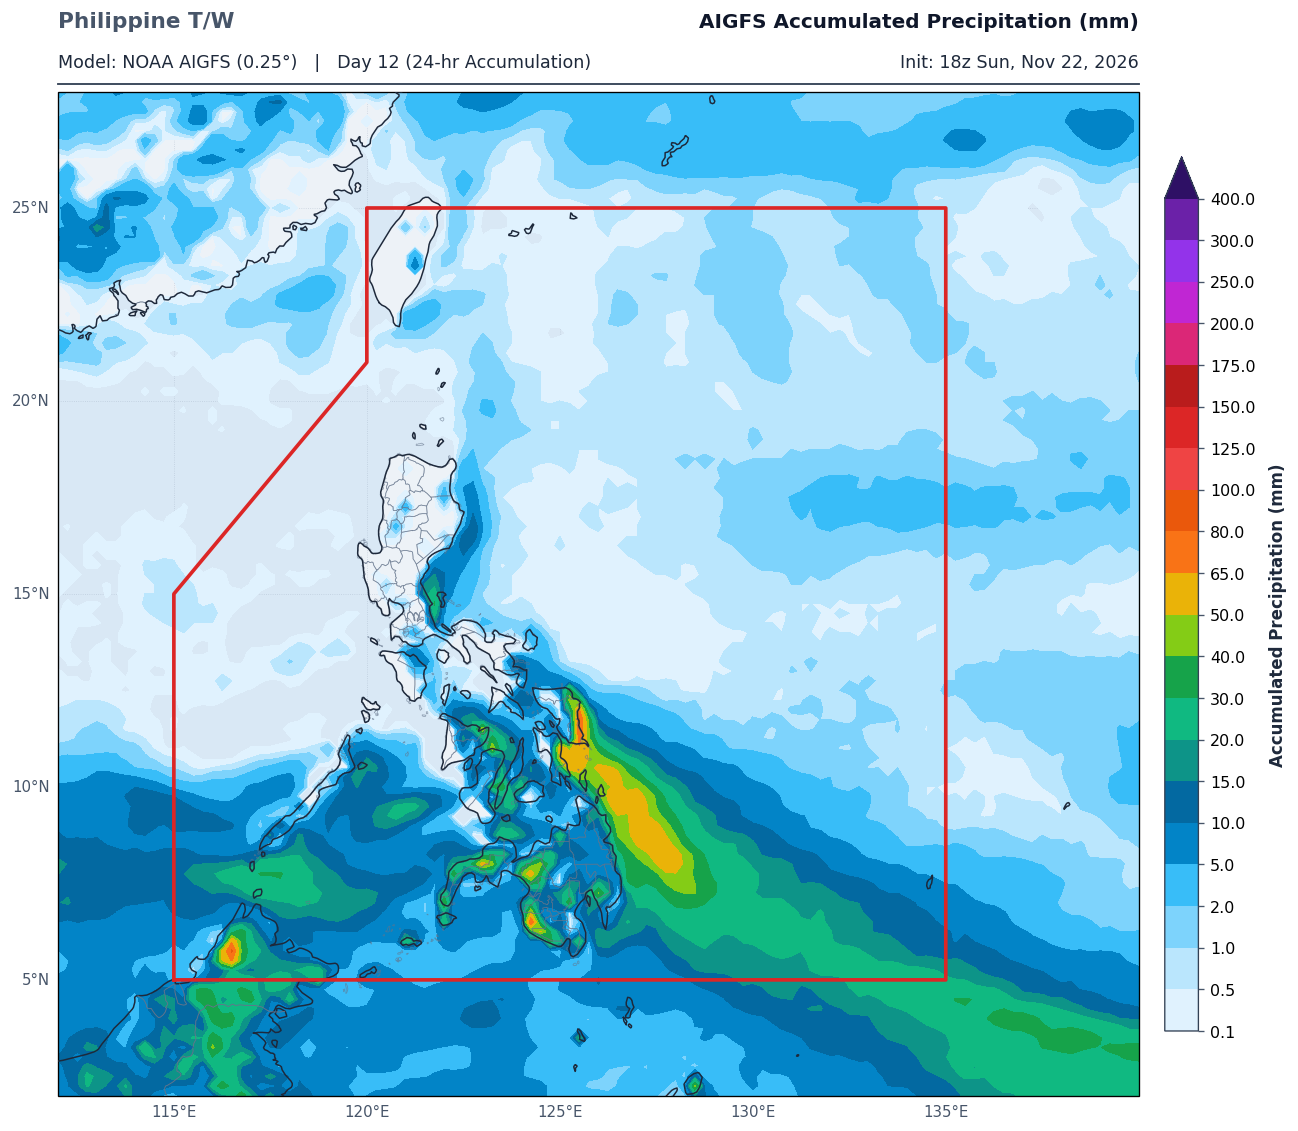 Philippine T/W
AIGFS Accumulated Precipitation (mm)
Model: NOAA AIGFS (0.25°) | Day 12 (24-hr Accumulation)
Init: 18z Sun, Nov 22, 2026
25°N
20°N
15°N
10°N
5°N
115°E
120°E
125°E
130°E
135°E
400.0
300.0
250.0
200.0
175.0
150.0
125.0
100.0
80.0
65.0
50.0
40.0
30.0
20.0
15.0
10.0
5.0
2.0
1.0
0.5
0.1
Accumulated Precipitation (mm)